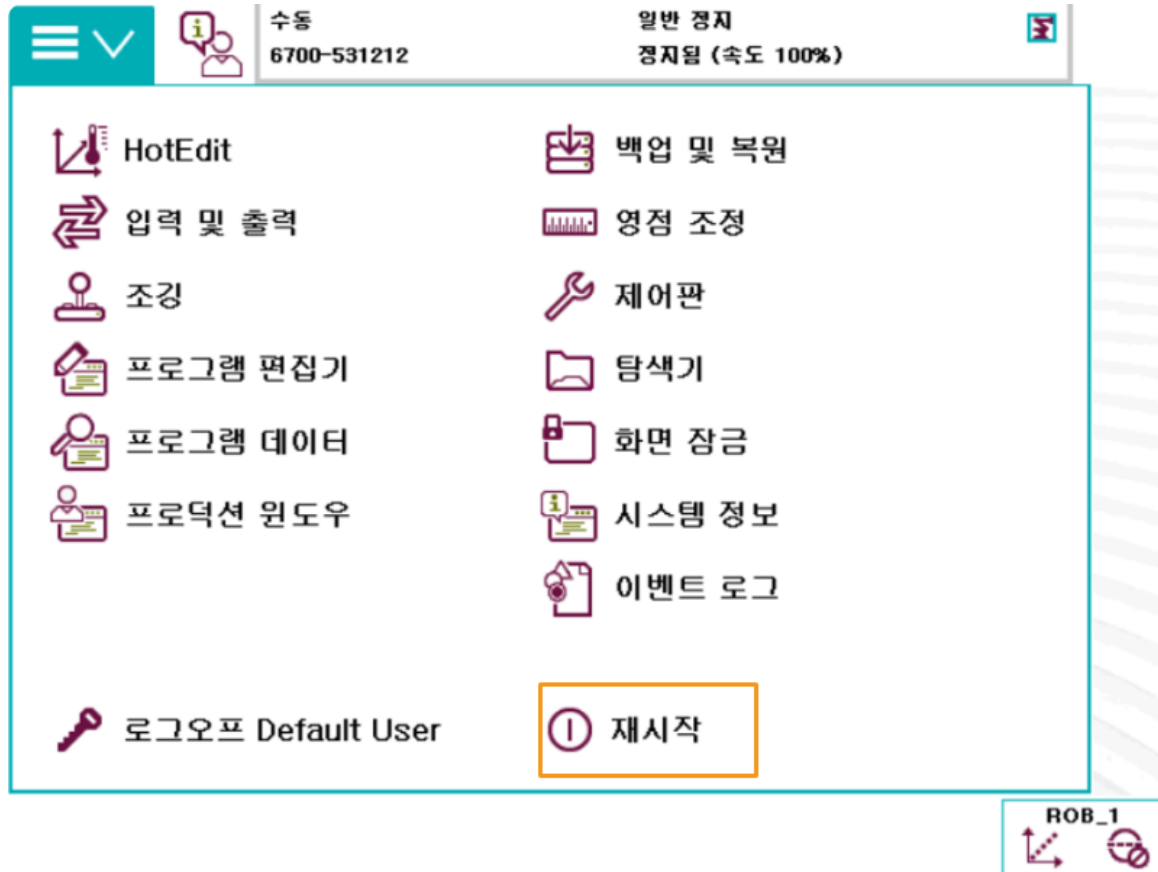 수동
6700-531212
일반 정지
정지됨 (속도 100%)
HotEdit
백업 및 복원
입력 및 출력
영점 조정
조깅
제어판
프로그램 편집기
탐색기
프로그램 데이터
화면 잠금
프로덕션 윈도우
시스템 정보
이벤트 로그
로그오프 Default User
재시작
ROB_1